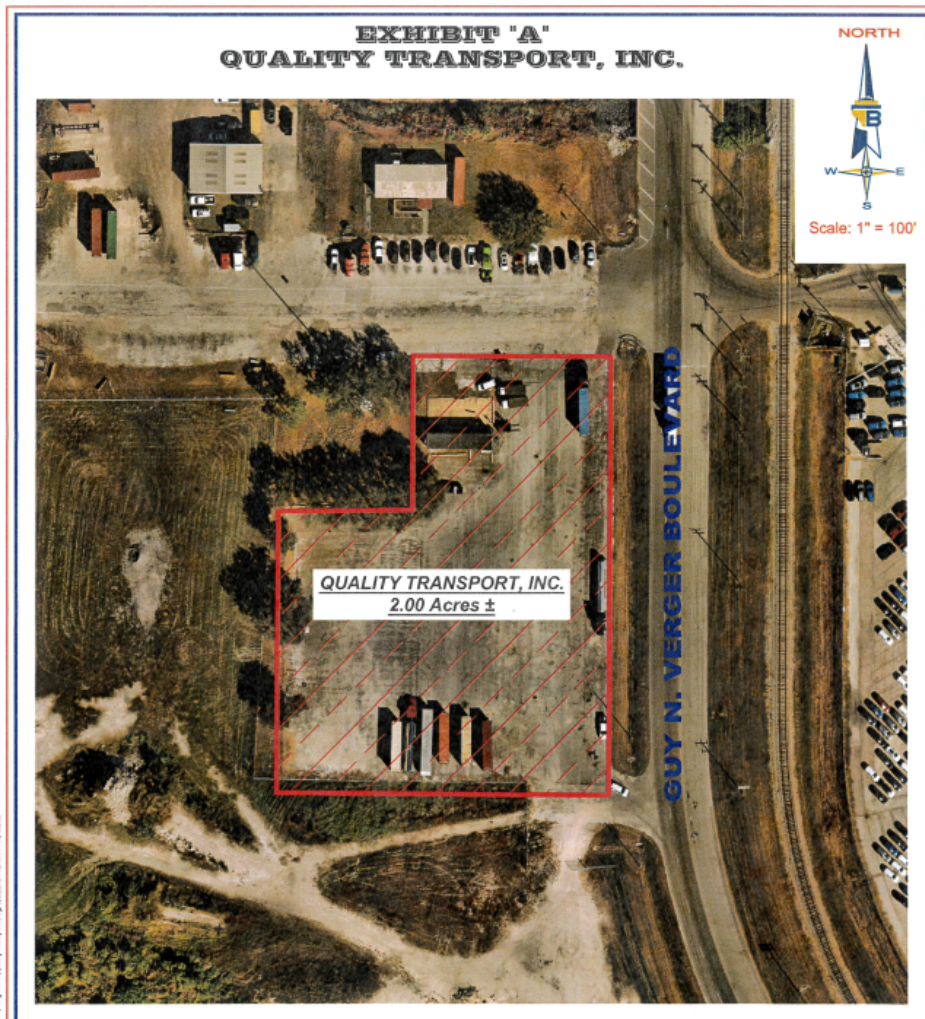 EXHIBIT "A"
QUALITY TRANSPORT, INC.
NORTH
B
W E
S
Scale: 1" = 100'
GUY N. VERGER BOULEVARD
QUALITY TRANSPORT, INC.
2.00 Acres ±